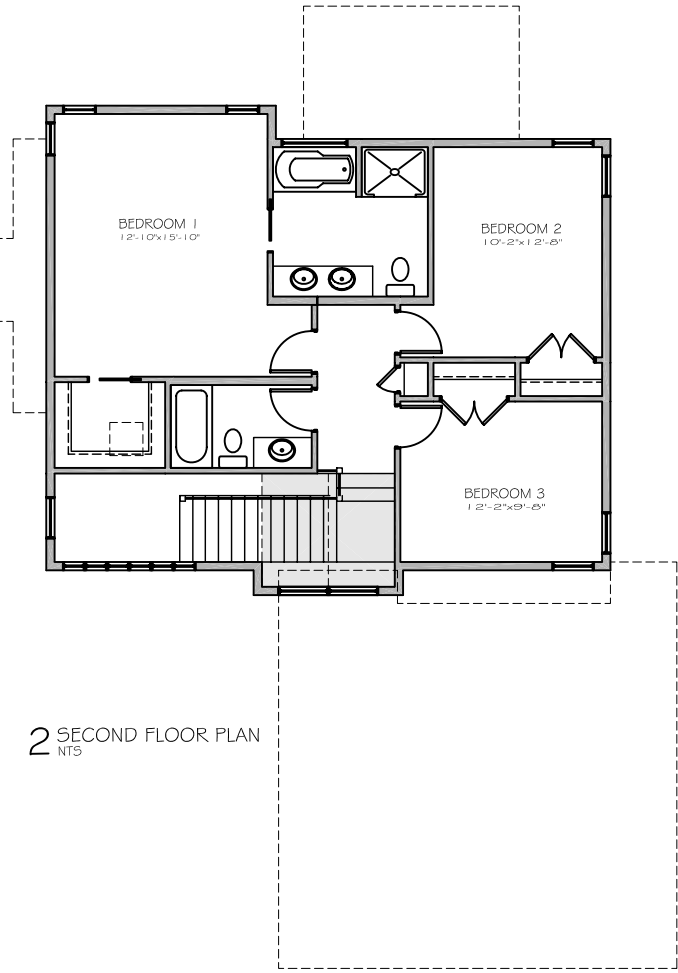 BEDROOM 1
12'-10"x15'-10"
BEDROOM 2
10'-2"x12'-8"
BEDROOM 3
12'-2"x9'-8"
2 SECOND FLOOR PLAN
NTS